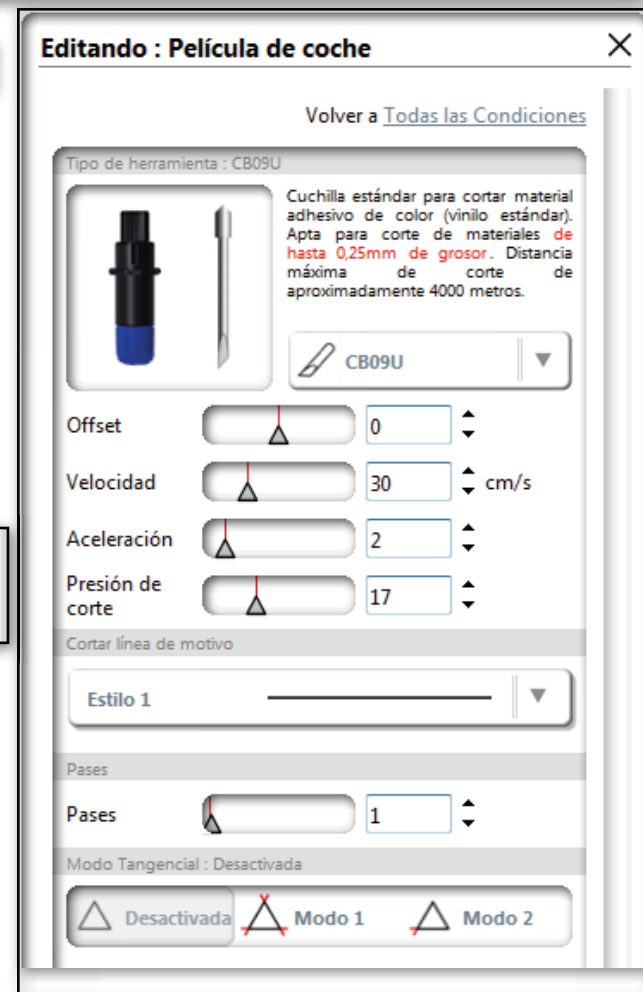 Editando : Película de coche
Volver a Todas las Condiciones
Tipo de herramienta : CB09U
Cuchilla estándar para cortar material
adhesivo de color (vinilo estándar).
Apta para corte de materiales de
hasta 0,25mm de grosor. Distancia
máxima de corte de
aproximadamente 4000 metros.
CB09U
Offset 0
Velocidad 30 cm/s
Aceleración 2
Presión de
corte 17
Cortar línea de motivo
Estilo 1
Pases
Pases 1
Modo Tangencial : Desactivada
Desactivada Modo 1 Modo 2